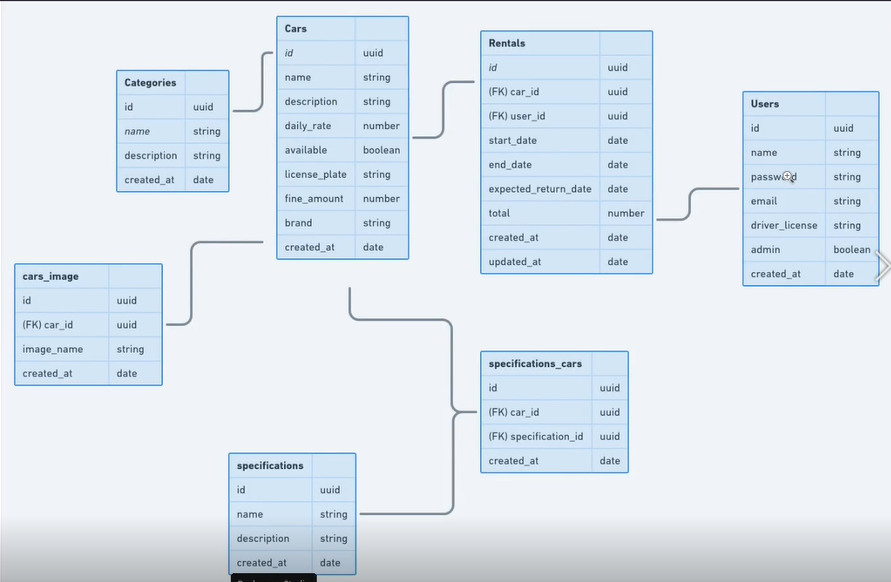 Categories
id uuid
name string
description string
created_at date
Cars
id uuid
name string
description string
daily_rate number
available boolean
license_plate string
fine_amount number
brand string
created_at date
Rentals
id uuid
(FK) car_id uuid
(FK) user_id uuid
start_date date
end_date date
expected_return_date date
total number
created_at date
updated_at date
Users
id uuid
name string
password string
email string
driver_license string
admin boolean
created_at date
cars_image
id uuid
(FK) car_id uuid
image_name string
created_at date
specifications_cars
id uuid
(FK) car_id uuid
(FK) specification_id uuid
created_at date
specifications
id uuid
name string
description string
created_at date